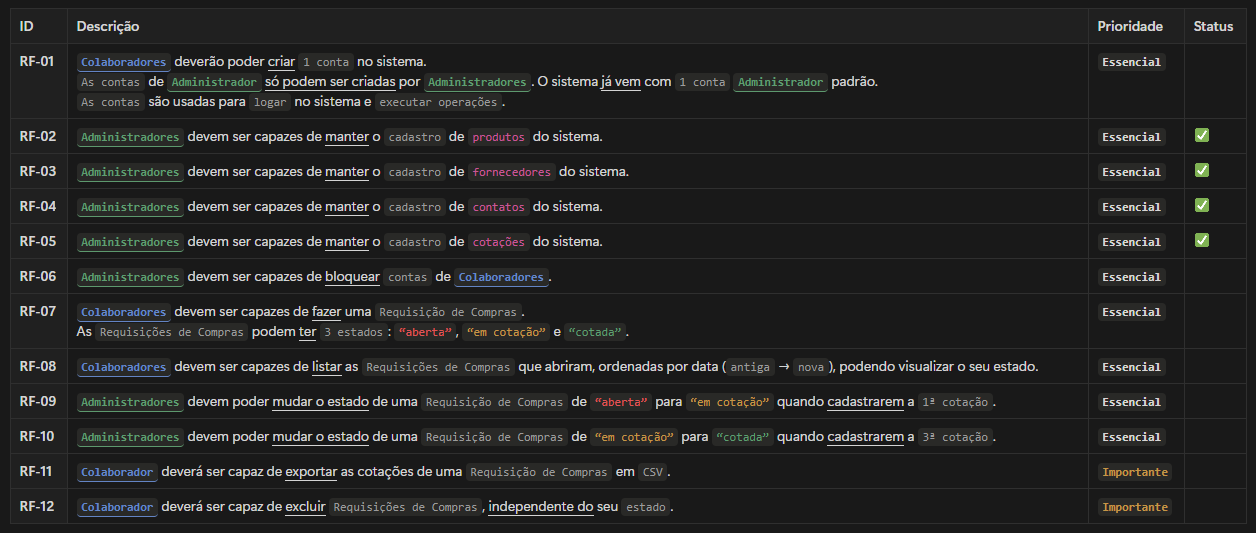 ID Descrição Prioridade Status
RF-01 Colaboradores deverão poder criar 1 conta no sistema. Essencial
As contas de Administrador só podem ser criadas por Administradores. O sistema já vem com 1 conta Administrador padrão.
As contas são usadas para logar no sistema e executar operações.
RF-02 Administradores devem ser capazes de manter o cadastro de produtos do sistema. Essencial ✅
RF-03 Administradores devem ser capazes de manter o cadastro de fornecedores do sistema. Essencial ✅
RF-04 Administradores devem ser capazes de manter o cadastro de contatos do sistema. Essencial ✅
RF-05 Administradores devem ser capazes de manter o cadastro de cotações do sistema. Essencial ✅
RF-06 Administradores devem ser capazes de bloquear contas de Colaboradores. Essencial
RF-07 Colaboradores devem ser capazes de fazer uma Requisição de Compras. Essencial
As Requisições de Compras podem ter 3 estados: “aberta”, “em cotação” e “cotada”.
RF-08 Colaboradores devem ser capazes de listar as Requisições de Compras que abriram, ordenadas por data (antiga → nova), podendo visualizar o seu estado. Essencial
RF-09 Administradores devem poder mudar o estado de uma Requisição de Compras de “aberta” para “em cotação” quando cadastrarem a 1ª cotação. Essencial
RF-10 Administradores devem poder mudar o estado de uma Requisição de Compras de “em cotação” para “cotada” quando cadastrarem a 3ª cotação. Essencial
RF-11 Colaborador deverá ser capaz de exportar as cotações de uma Requisição de Compras em CSV. Importante
RF-12 Colaborador deverá ser capaz de excluir Requisições de Compras, independente do seu estado. Importante